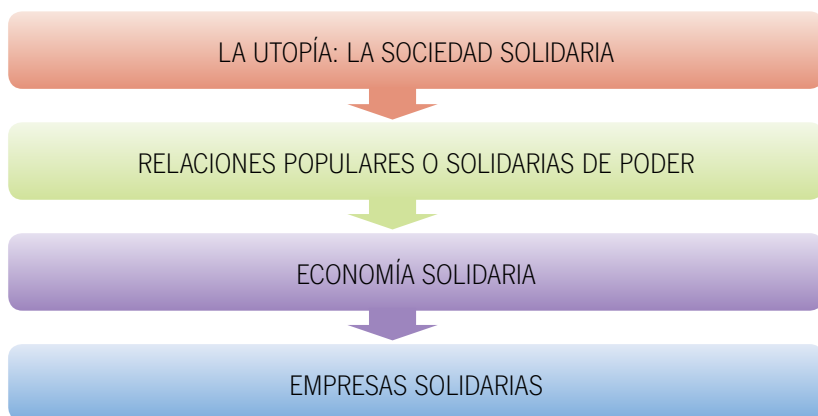 LA UTOPÍA: LA SOCIEDAD SOLIDARIA
RELACIONES POPULARES O SOLIDARIAS DE PODER
ECONOMÍA SOLIDARIA
EMPRESAS SOLIDARIAS